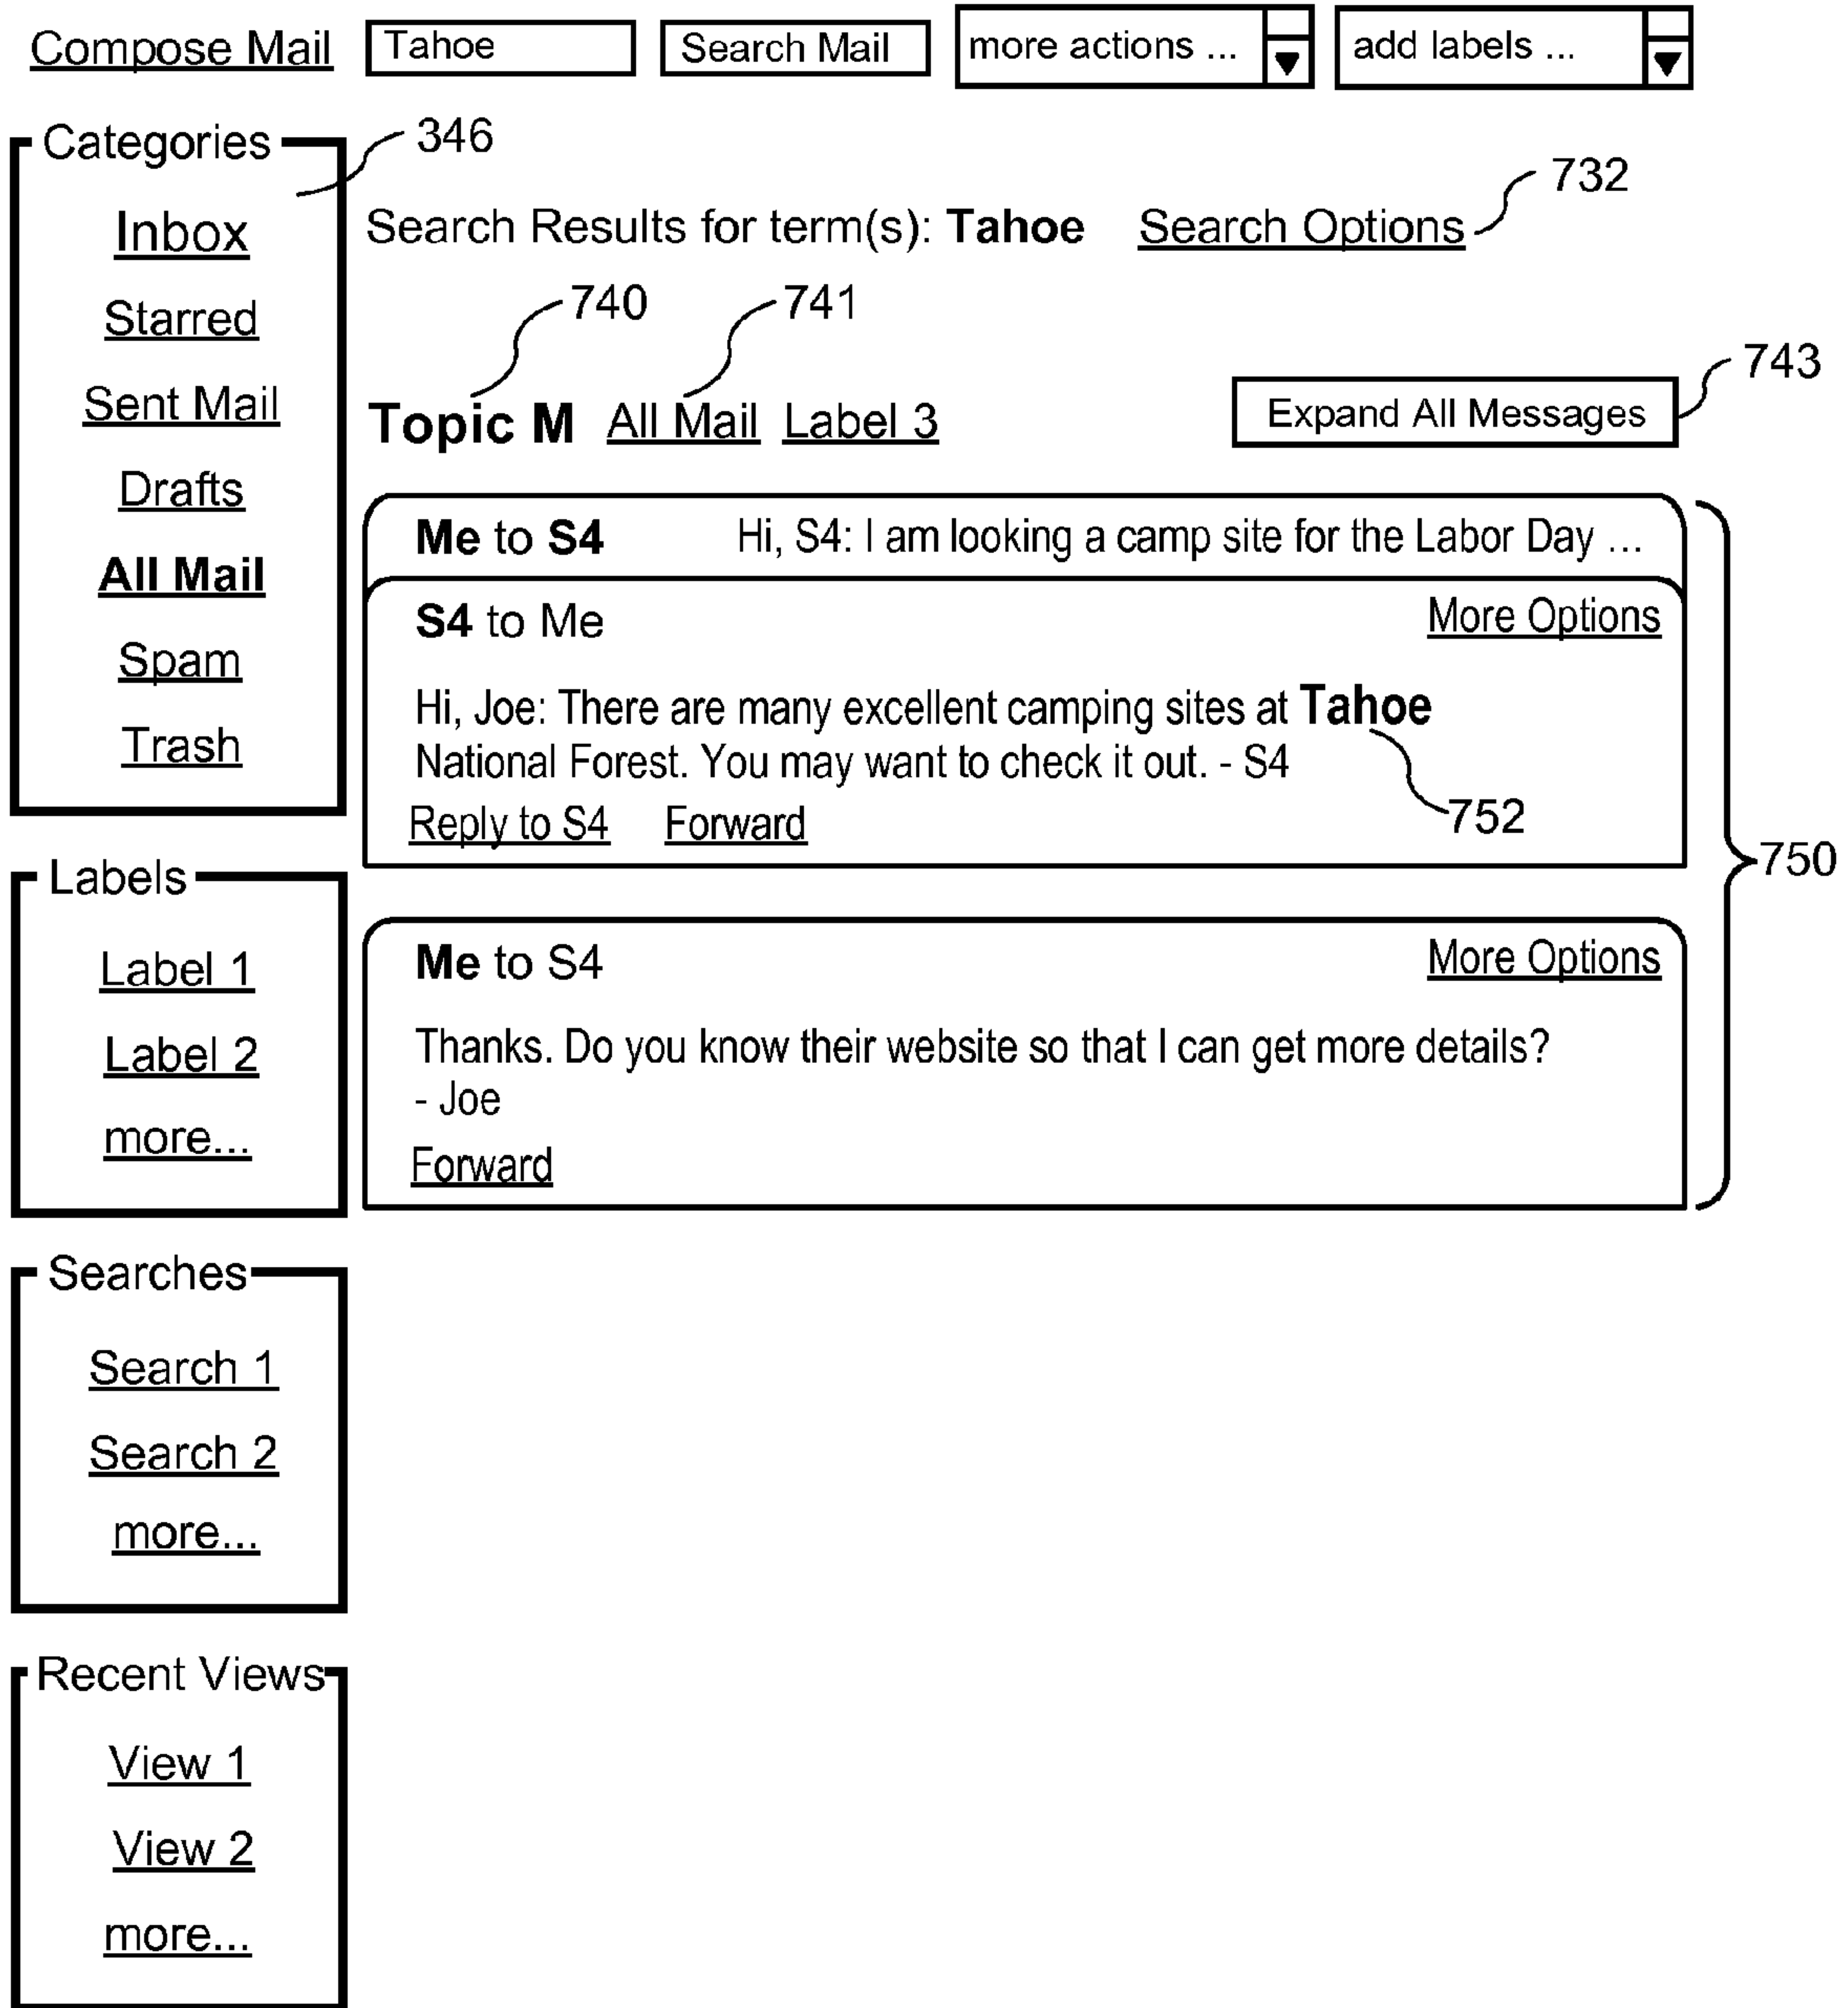 Compose Mail Tahoe Search Mail more actions ... add labels ...
Categories
346
Inbox
Starred
Sent Mail
Drafts
All Mail
Spam
Trash
Labels
Label 1
Label 2
more...
Searches
Search 1
Search 2
more...
Recent Views
View 1
View 2
more...
732
Search Results for term(s): Tahoe Search Options
740 741
743
Topic M All Mail Label 3 Expand All Messages
Me to S4 Hi, S4: I am looking a camp site for the Labor Day ...
S4 to Me More Options
Hi, Joe: There are many excellent camping sites at Tahoe
National Forest. You may want to check it out. - S4
Reply to S4 Forward
752
750
Me to S4 More Options
Thanks. Do you know their website so that I can get more details?
- Joe
Forward